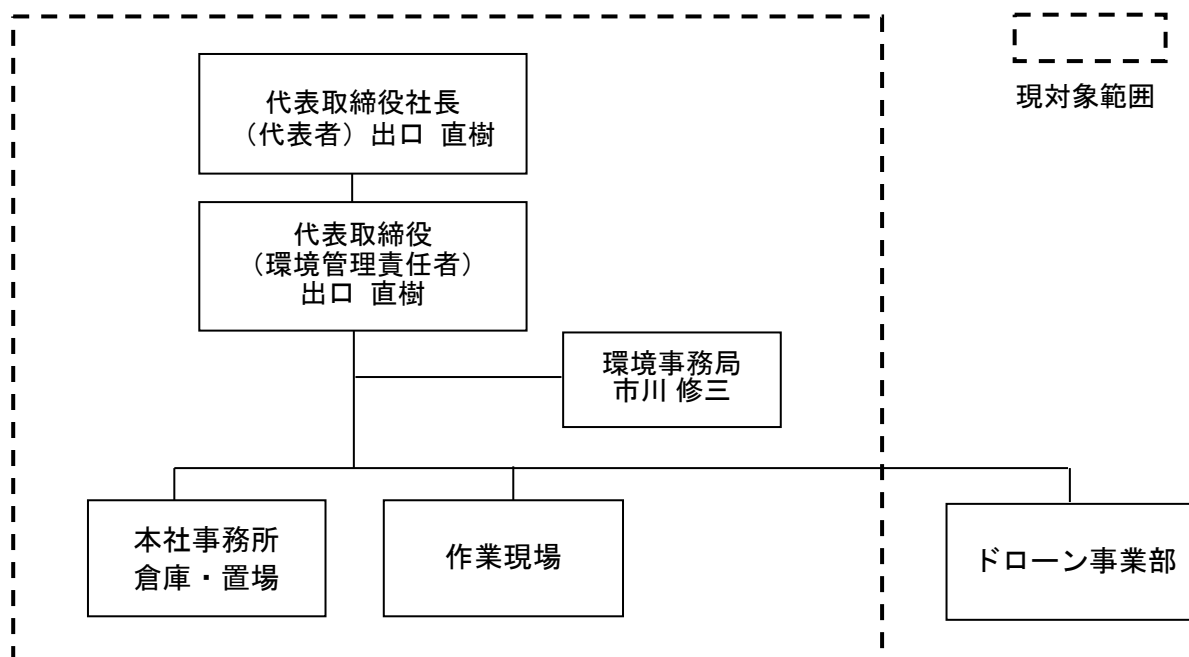 代表取締役社長
（代表者）出口 直樹
現対象範囲
代表取締役
（環境管理責任者）
出口 直樹
環境事務局
市川 修三
本社事務所
倉庫・置場
作業現場
ドローン事業部